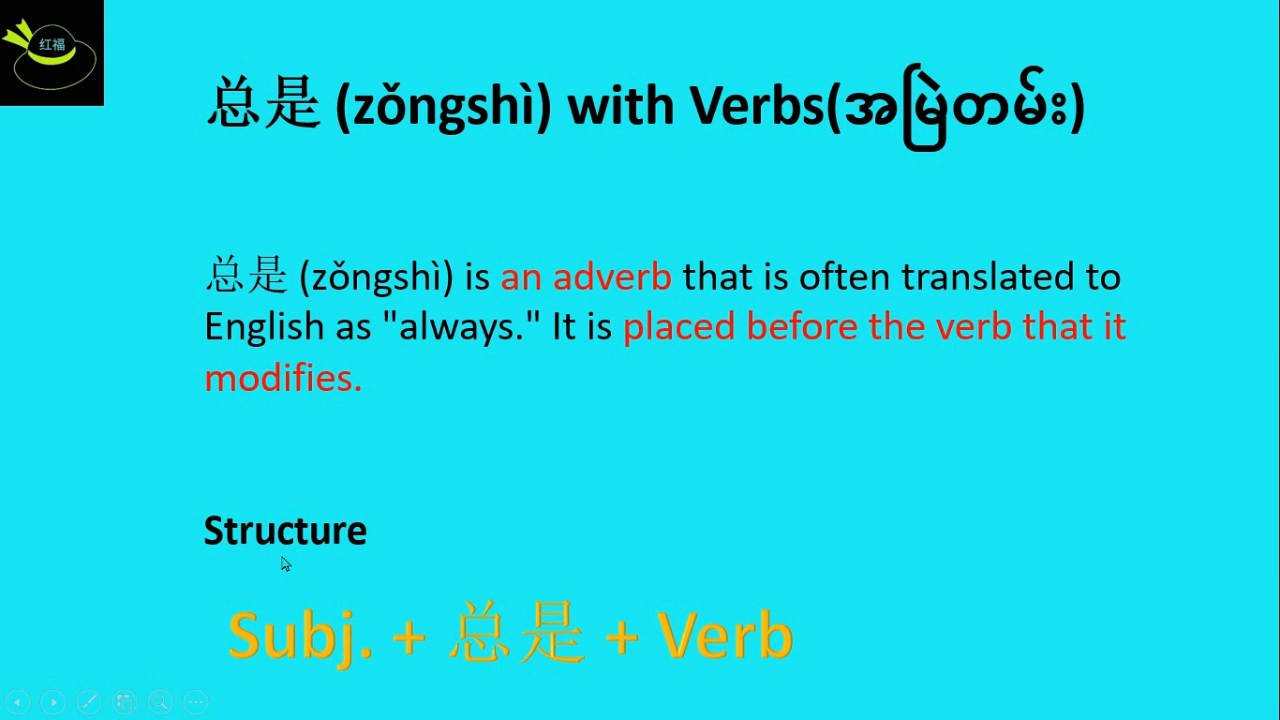 红福
总是 (zǒngshì) with Verbs(အမြဲတမ်း)
总是 (zǒngshì) is an adverb that is often translated to
English as "always." It is placed before the verb that it
modifies.
Structure
Subj. + 总是 + Verb